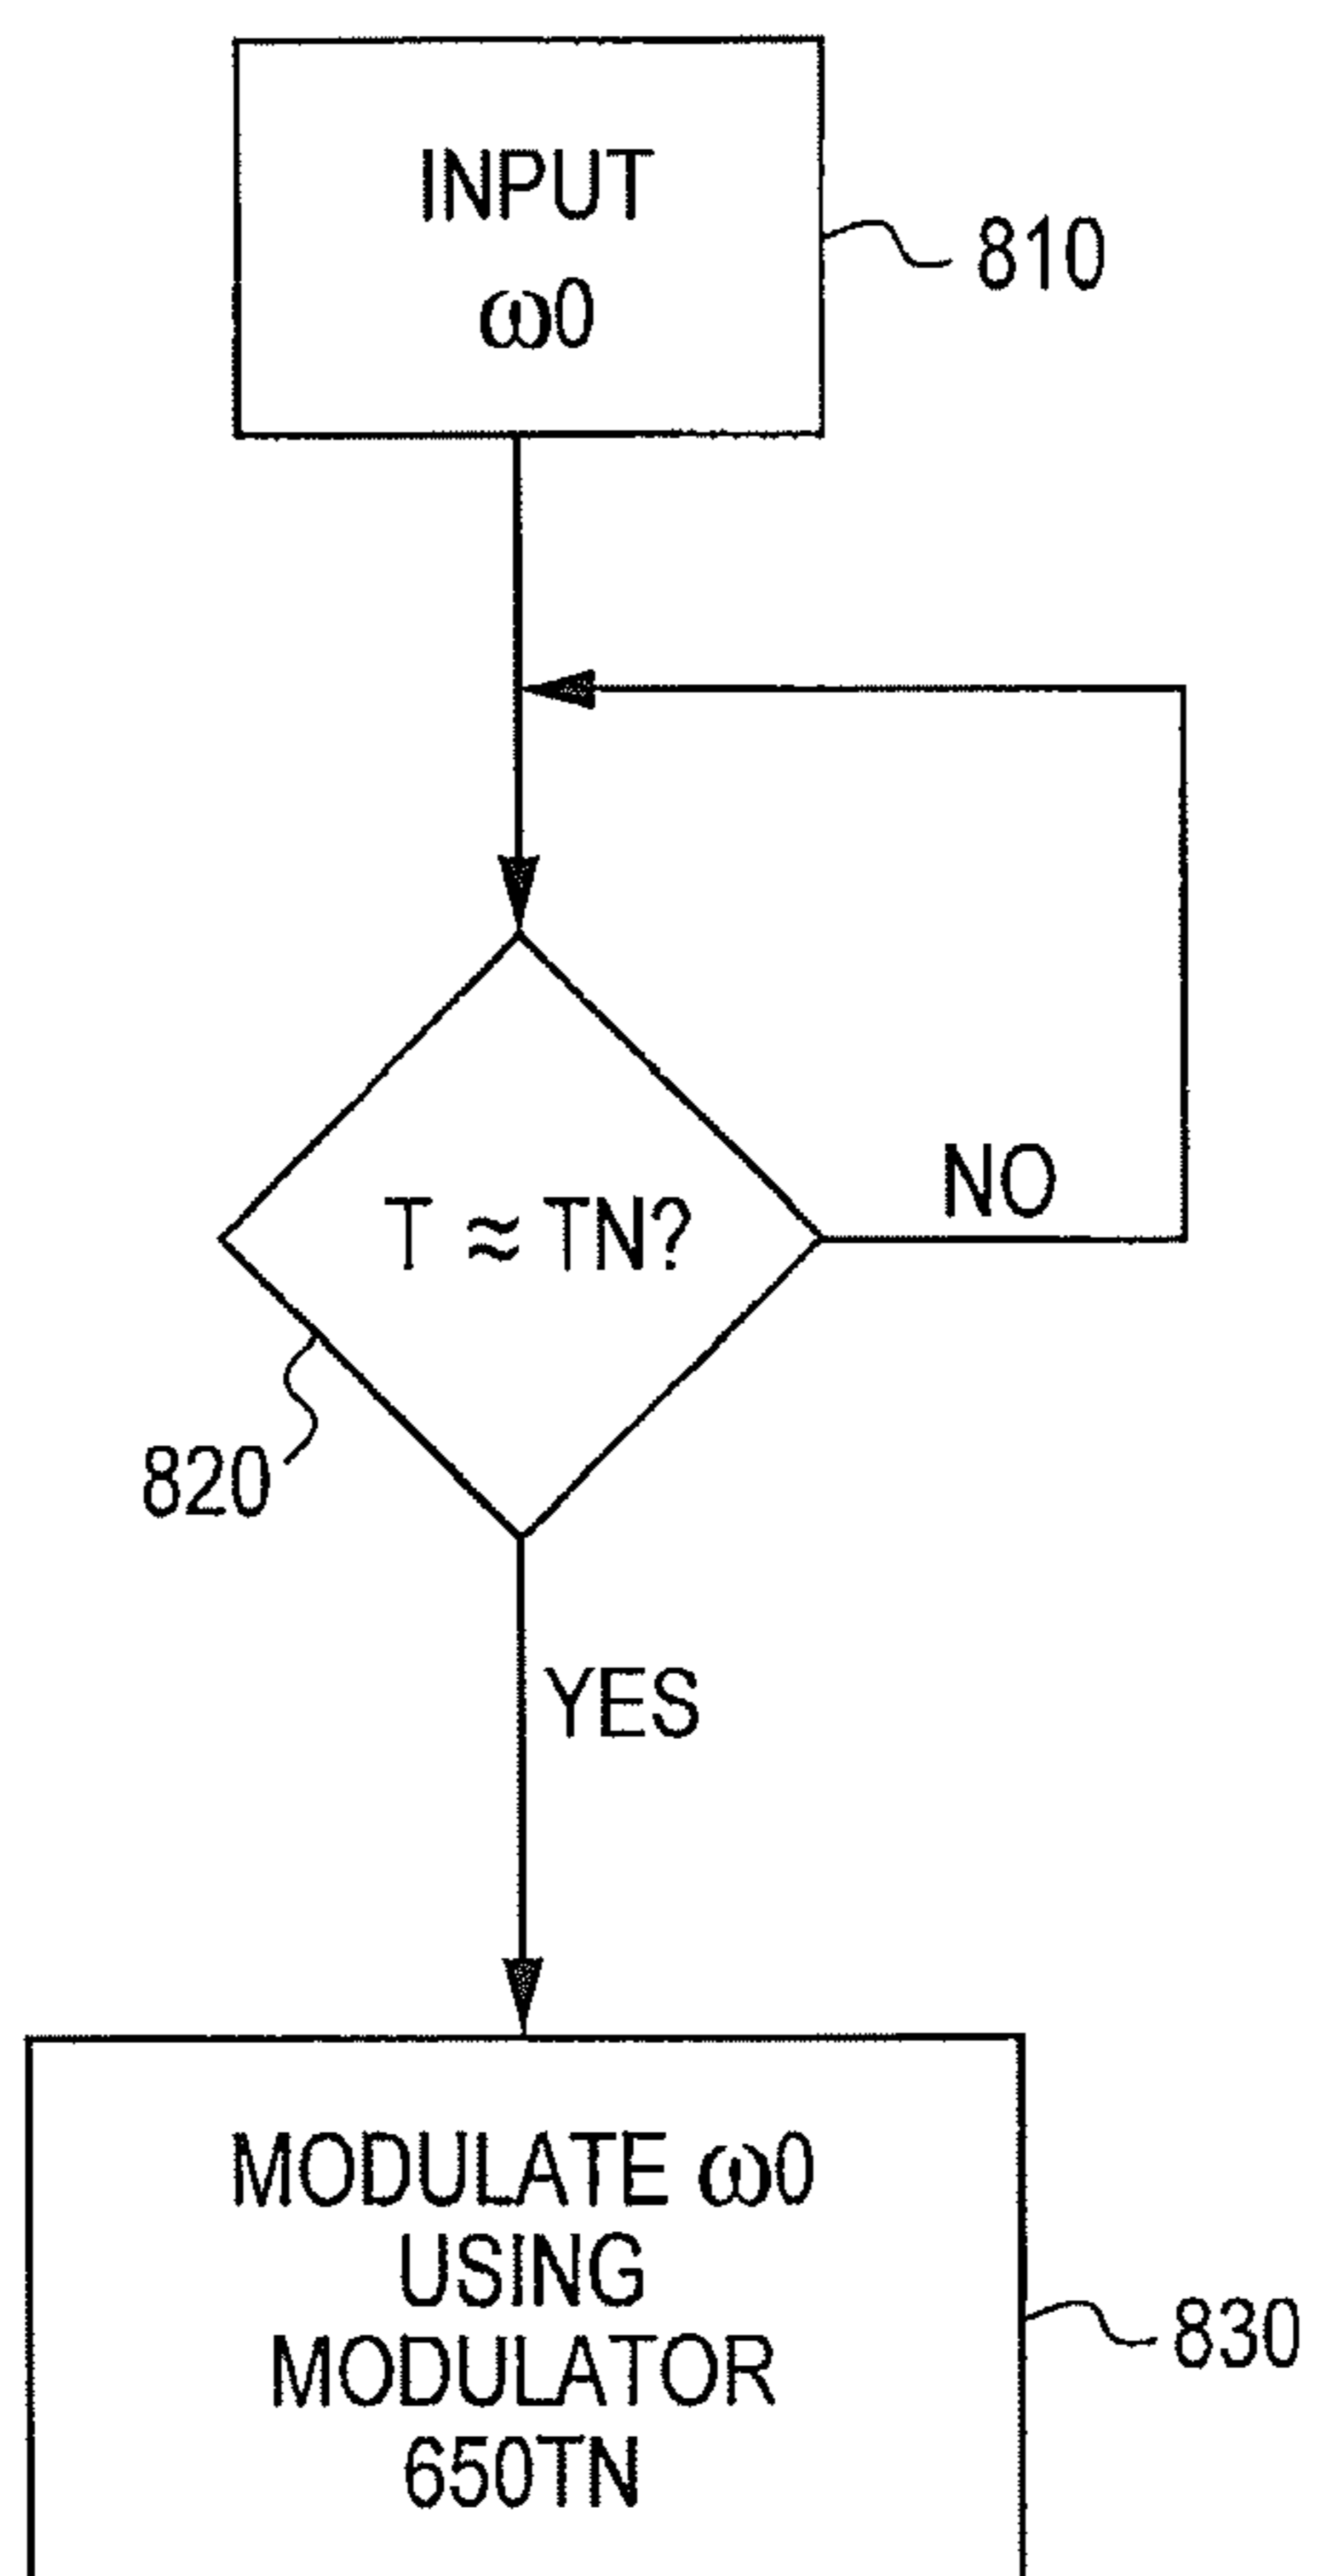 INPUT
ω0
810
NO
T ≈ TN?
820
YES
MODULATE ω0
USING
MODULATOR
650TN
830